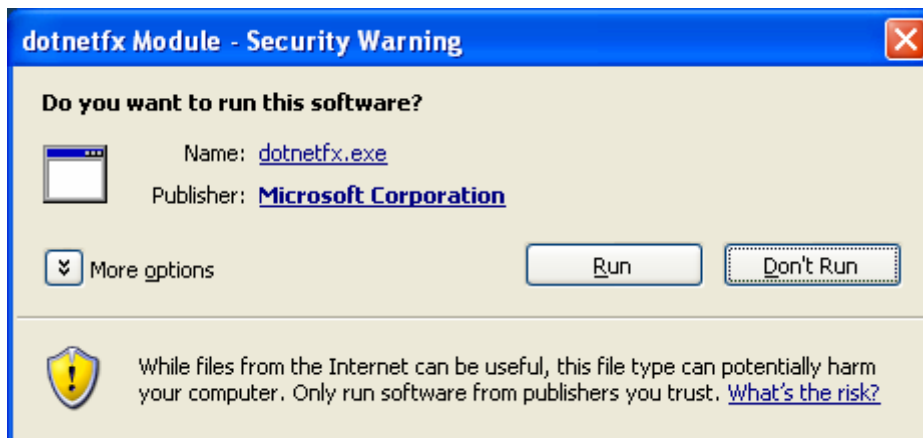 dotnetfx Module - Security Warning
Do you want to run this software?
Name: dotnetfx.exe
Publisher: Microsoft Corporation
More options
Run
Don't Run
While files from the Internet can be useful, this file type can potentially harm
your computer. Only run software from publishers you trust. What's the risk?